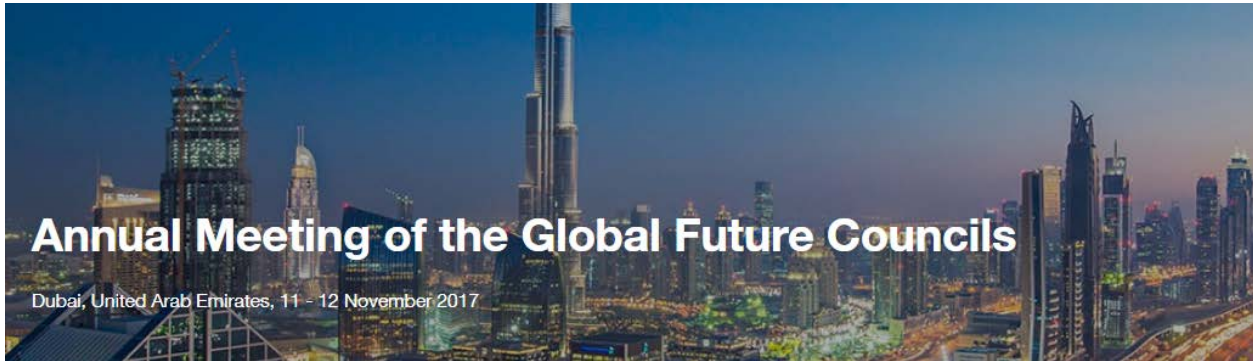 Annual Meeting of the Global Future Councils
Dubai, United Arab Emirates, 11 - 12 November 2017